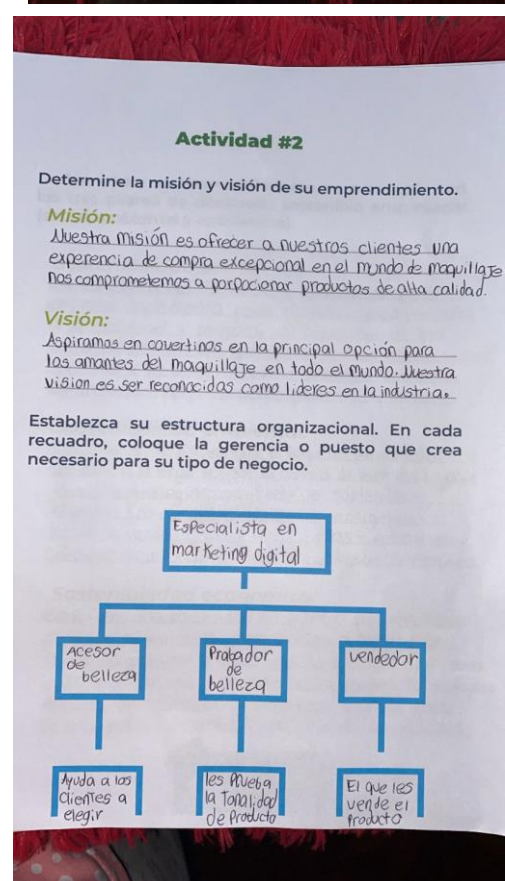 Actividad #2
Determine la misión y visión de su emprendimiento.
Misión:
Nuestra misión es ofrecer a nuestros clientes una
experencia de compra excepcional en el mundo de maquillaje
nos comprometemos a porpocionar productos de alta calidad.
Visión:
Aspiramos en covertinos en la principal opción para
los amantes del maquillaje en todo el mundo. Nuestra
vision es ser reconocidas como lideres en la industria.
Establezca su estructura organizacional. En cada
recuadro, coloque la gerencia o puesto que crea
necesario para su tipo de negocio.
Especialista en
marketing digital
Acesor
de
belleza
Probador
de
belleza
vendedor
Ayuda a los
clientes a
elegir
les Prueba
la Tonalidad
de Producto
El que les
vende el
Producto